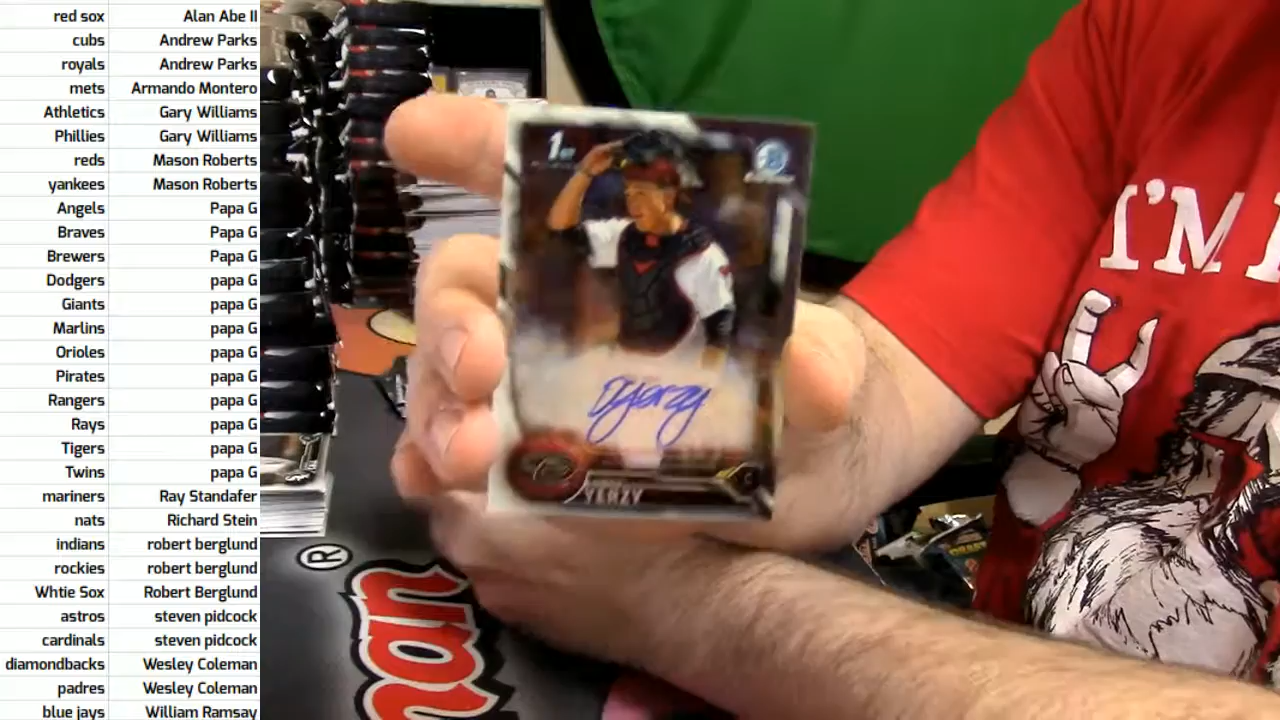 red sox Alan Abe II
cubs Andrew Parks
royals Andrew Parks
mets Armando Montero
Athletics Gary Williams
Phillies Gary Williams
reds Mason Roberts
yankees Mason Roberts
Angels Papa G
Braves Papa G
Brewers Papa G
Dodgers papa G
Giants papa G
Marlins papa G
Orioles papa G
Pirates papa G
Rangers papa G
Rays papa G
Tigers papa G
Twins papa G
mariners Ray Standafer
nats Richard Stein
indians robert berglund
rockies robert berglund
Whtie Sox Robert Berglund
astros steven pidcock
cardinals steven pidcock
diamondbacks Wesley Coleman
padres Wesley Coleman
blue jays William Ramsay
1ST
DYerzy
YERZY
C
I'M
®